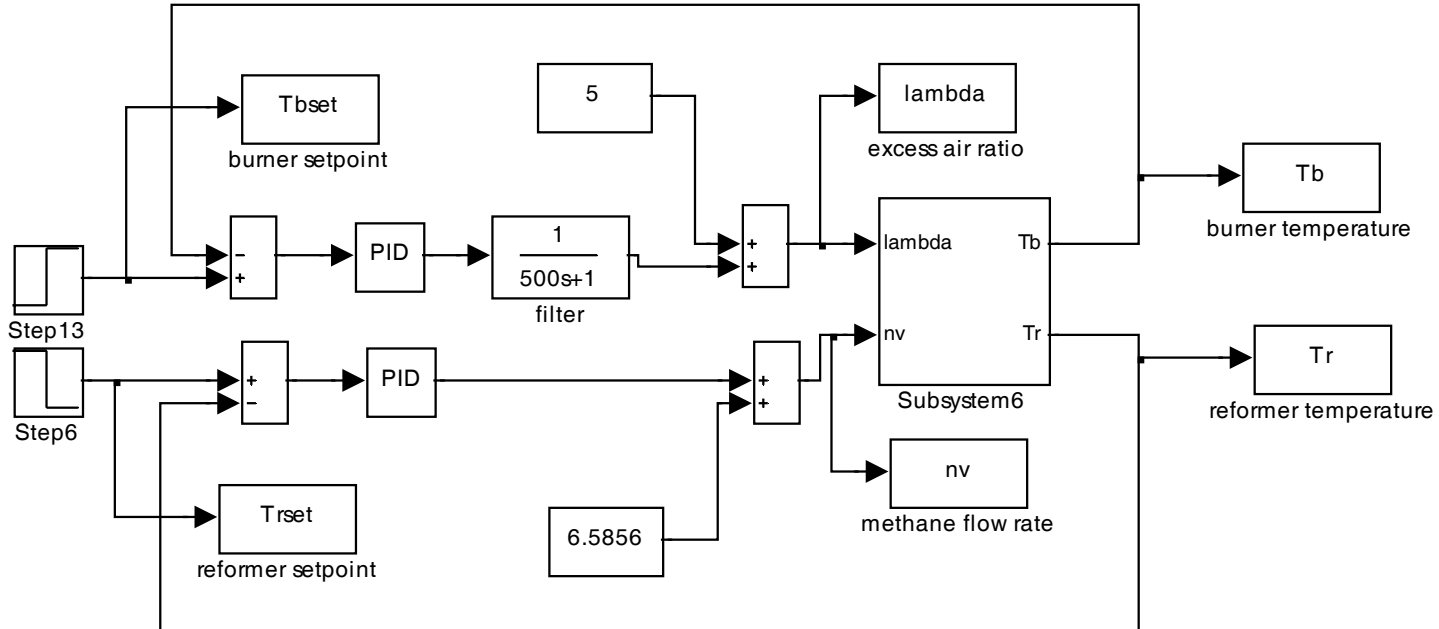 Tbset
burner setpoint
5
lambda
excess air ratio
Tb
burner temperature
Step13
−
+
PID
1
500s+1
filter
+
+
lambda
nv
Tb
Tr
Subsystem6
Step6
+
−
PID
+
+
Tr
reformer temperature
nv
methane flow rate
Trset
reformer setpoint
6.5856